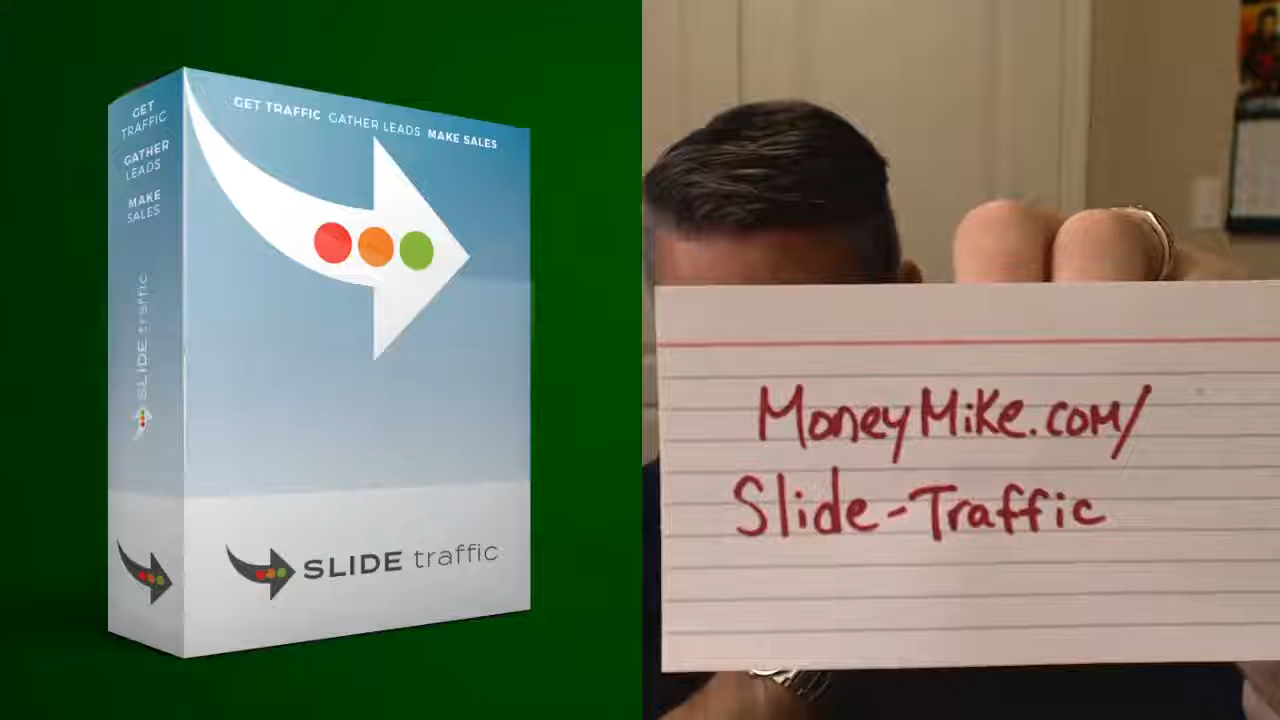 GET
TRAFFIC
GATHER
LEADS
MAKE
SALES
SLIDE traffic
GET TRAFFIC GATHER LEADS MAKE SALES
SLIDE traffic
MoneyMike.com/
Slide-Traffic